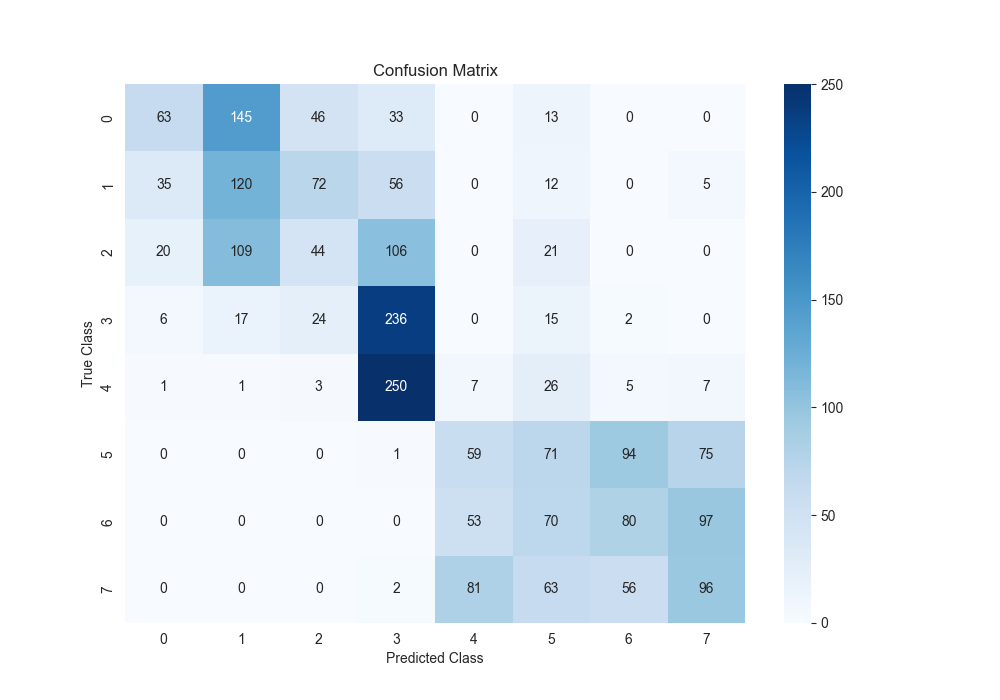 Confusion Matrix
True Class
0 63 145 46 33 0 13 0 0
1 35 120 72 56 0 12 0 5
2 20 109 44 106 0 21 0 0
3 6 17 24 236 0 15 2 0
4 1 1 3 250 7 26 5 7
5 0 0 0 1 59 71 94 75
6 0 0 0 0 53 70 80 97
7 0 0 0 2 81 63 56 96
0 1 2 3 4 5 6 7
Predicted Class
250
200
150
100
50
0